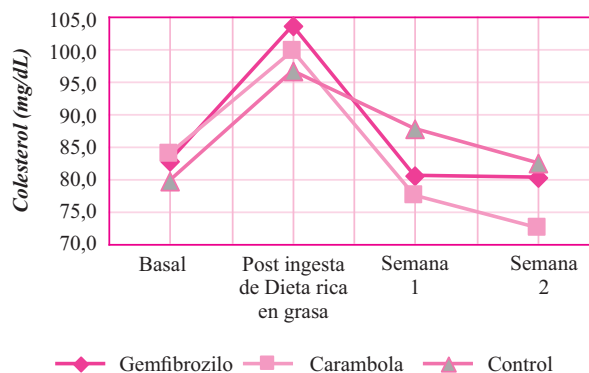 Colesterol (mg/dL)
105,0
100,0
95,0
90,0
85,0
80,0
75,0
70,0
Basal
Post ingesta
de Dieta rica
en grasa
Semana
1
Semana
2
Gemfibrozilo
Carambola
Control